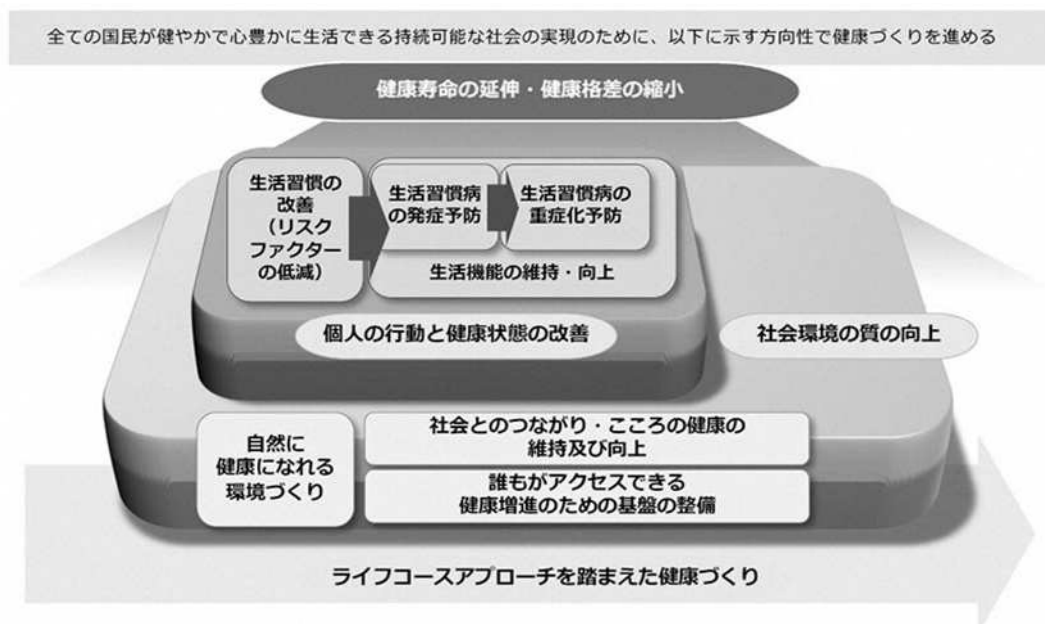 全ての国民が健やかで心豊かに生活できる持続可能な社会の実現のために、以下に示す方向性で健康づくりを進める
健康寿命の延伸・健康格差の縮小
生活習慣の
改善
（リスク
ファクター
の低減）
生活習慣病
の発症予防
生活習慣病の
重症化予防
生活機能の維持・向上
個人の行動と健康状態の改善
社会環境の質の向上
自然に
健康になれる
環境づくり
社会とのつながり・こころの健康の
維持及び向上
誰もがアクセスできる
健康増進のための基盤の整備
ライフコースアプローチを踏まえた健康づくり